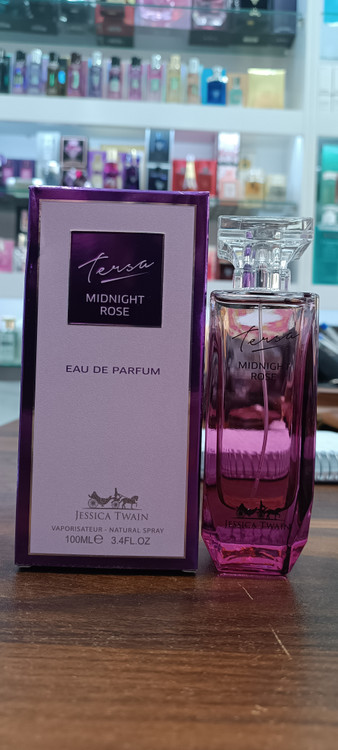 Tersa
MIDNIGHT
ROSE
EAU DE PARFUM
JESSICA TWAIN
VAPORISATEUR - NATURAL SPRAY
100MLe 3.4FL.OZ
Tersa
MIDNIGHT
ROSE
JESSICA TWAIN